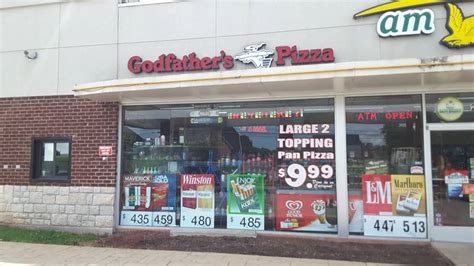 Godfather's Pizza
am
ATM OPEN
LARGE 2
TOPPING
Pan Pizza
$9.99
MAVERICK
Winston
ENJOY
L&M
Marlboro
$ 435 459
$ 480
$ 485
447 513